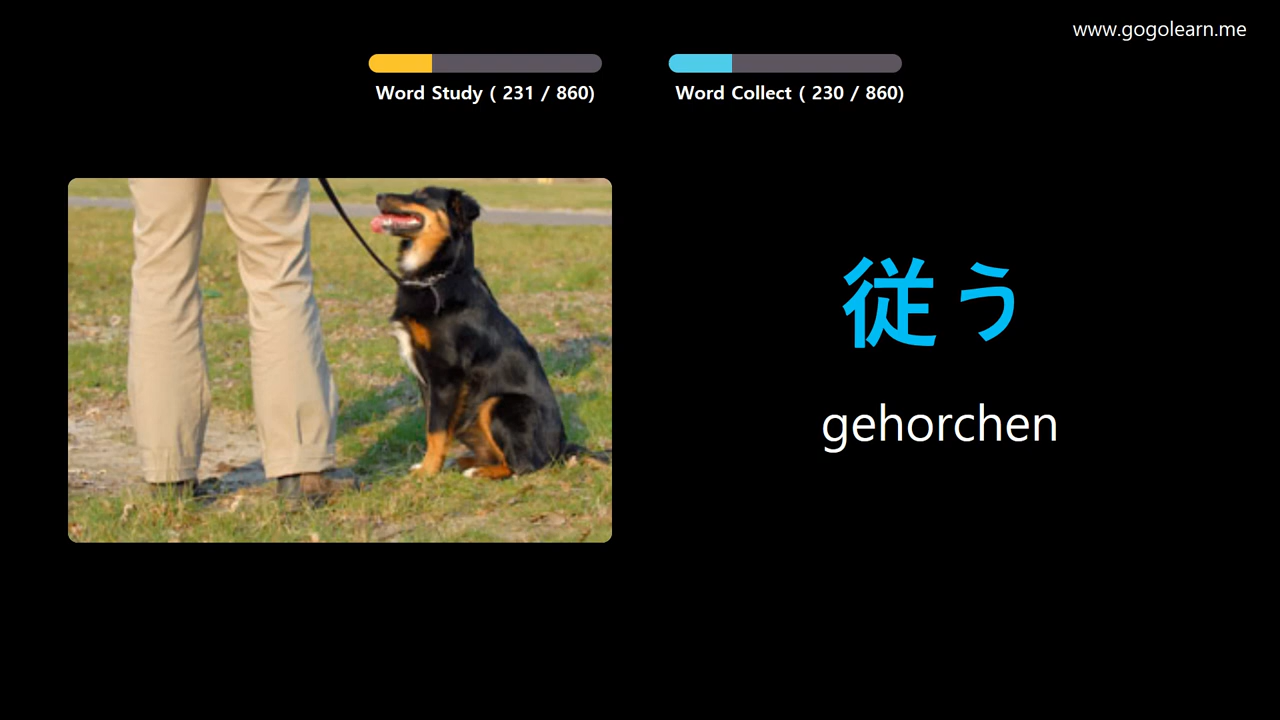 www.gogolearn.me
Word Study ( 231 / 860)
Word Collect ( 230 / 860)
従う
gehorchen